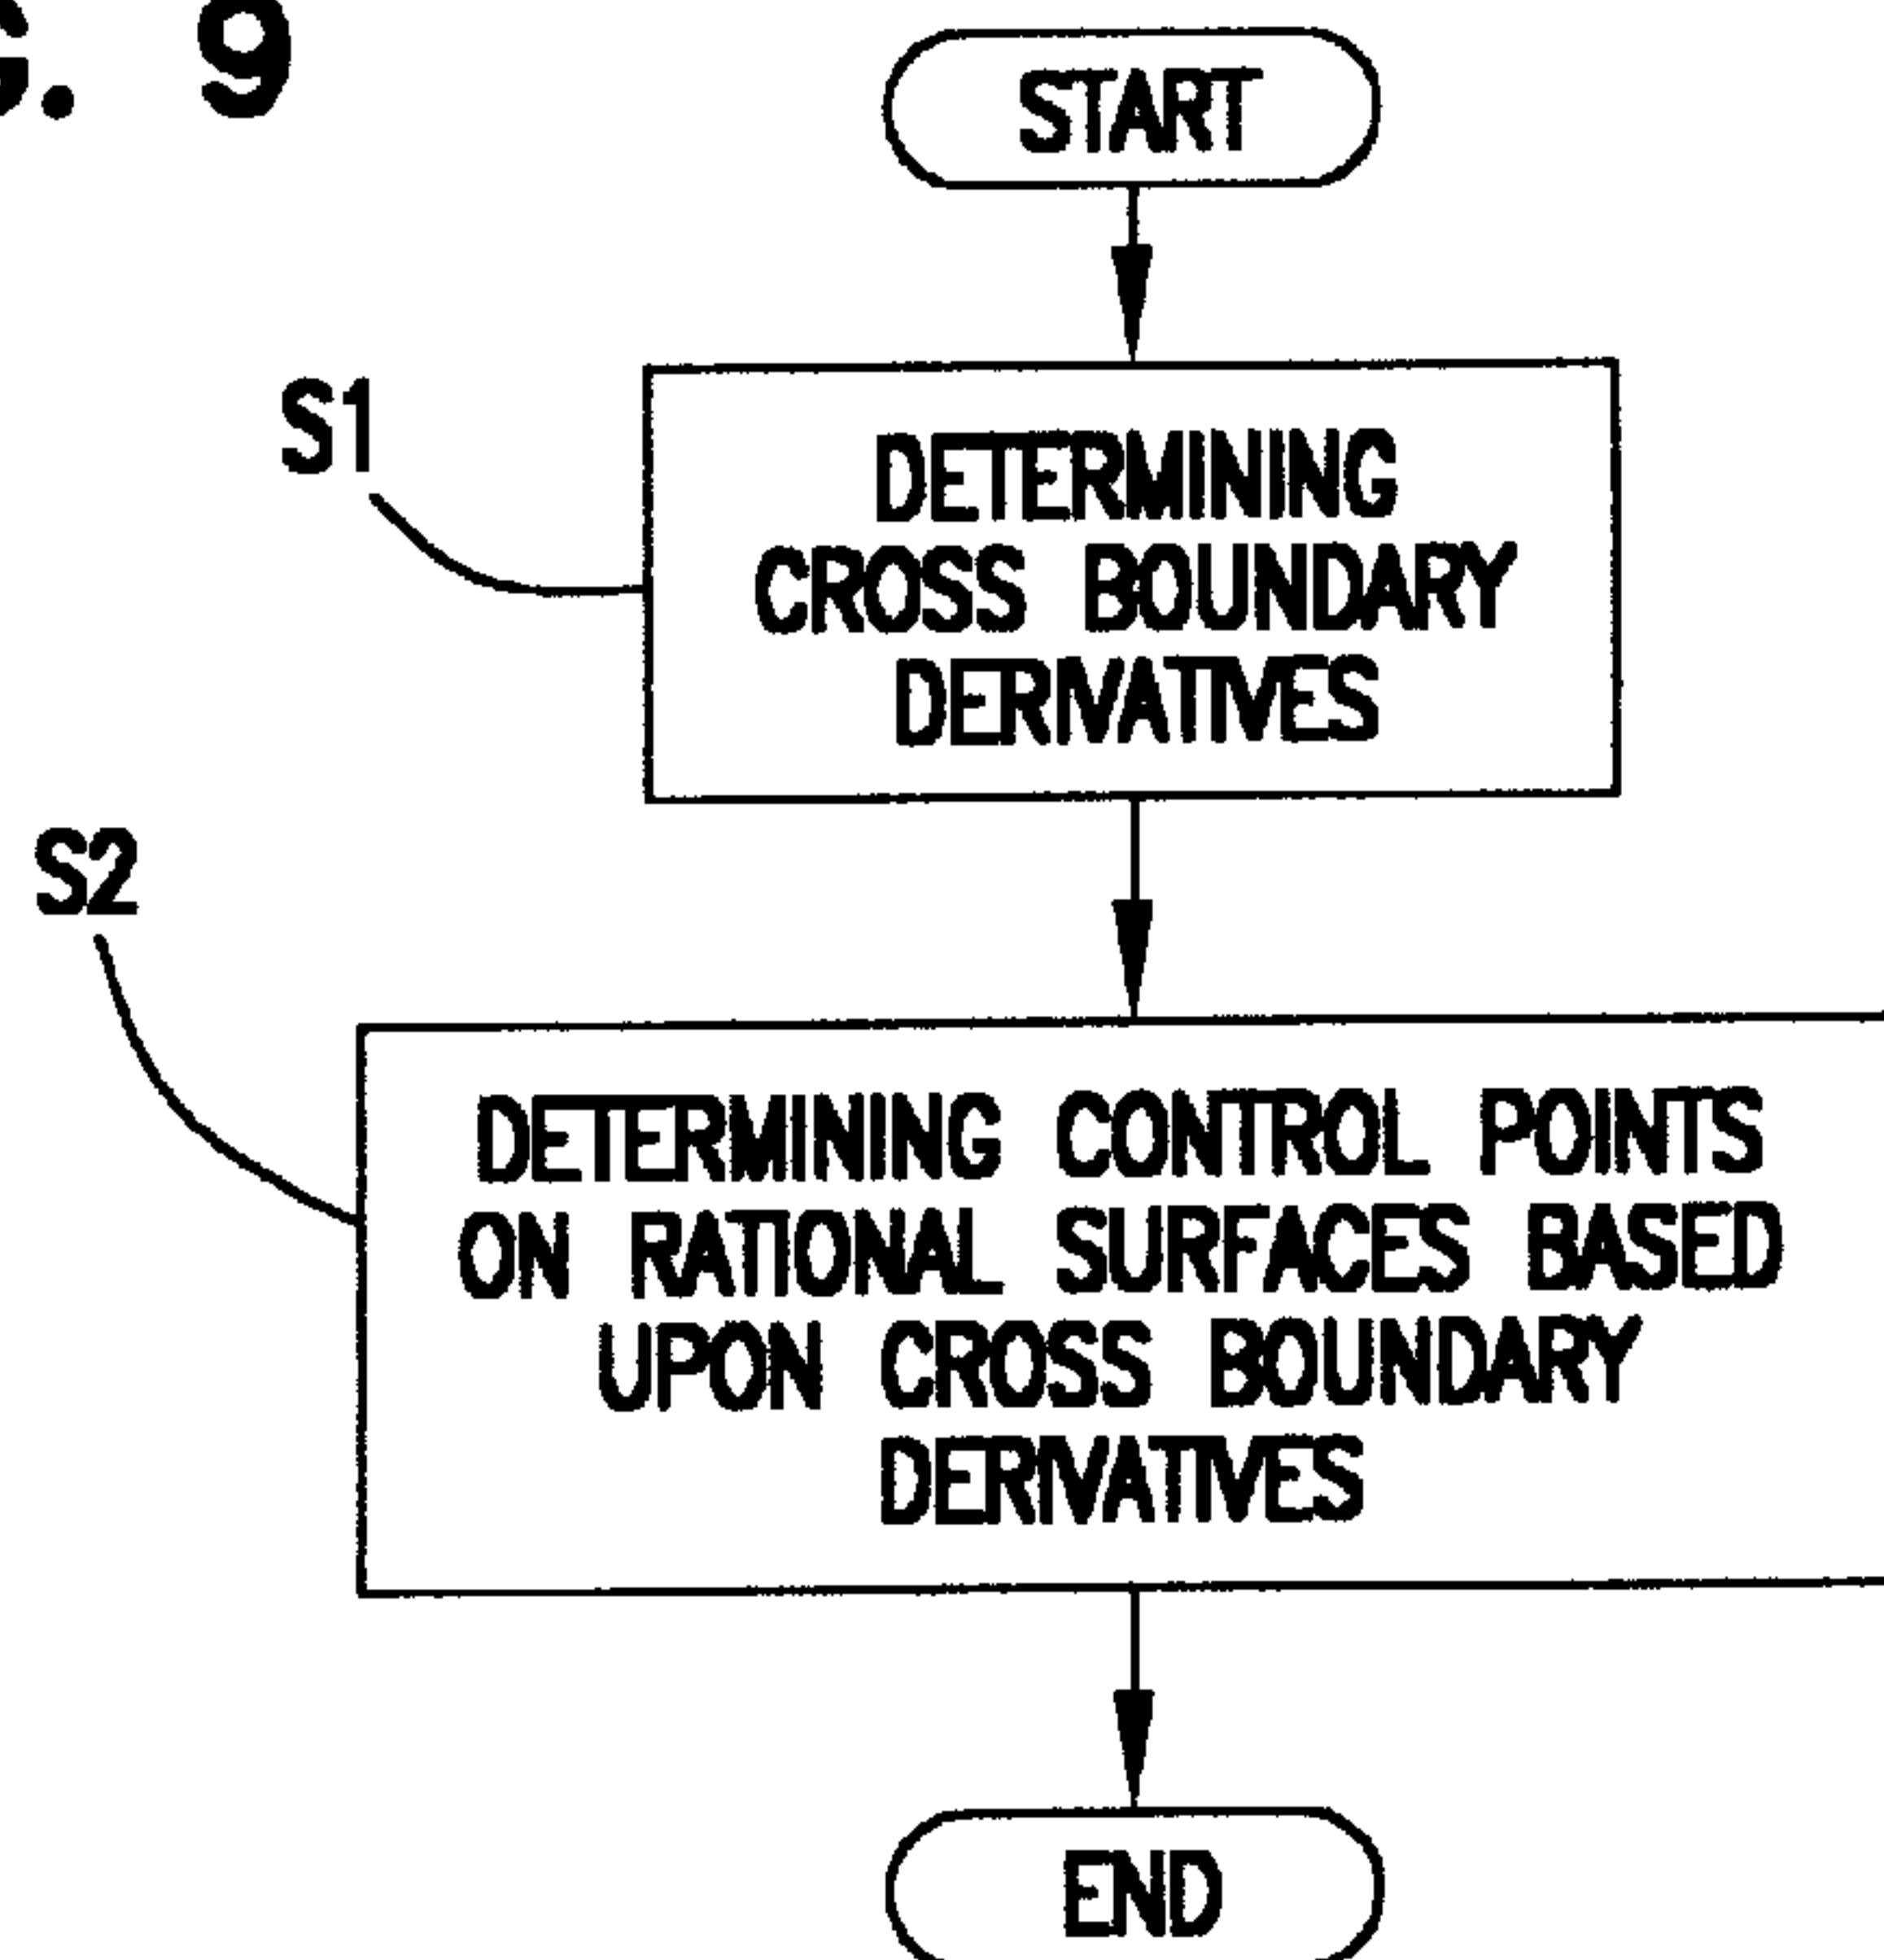 G. 9
START
S1
DETERMINING
CROSS BOUNDARY
DERIVATIVES
S2
DETERMINING CONTROL POINTS
ON RATIONAL SURFACES BASED
UPON CROSS BOUNDARY
DERIVATIVES
END